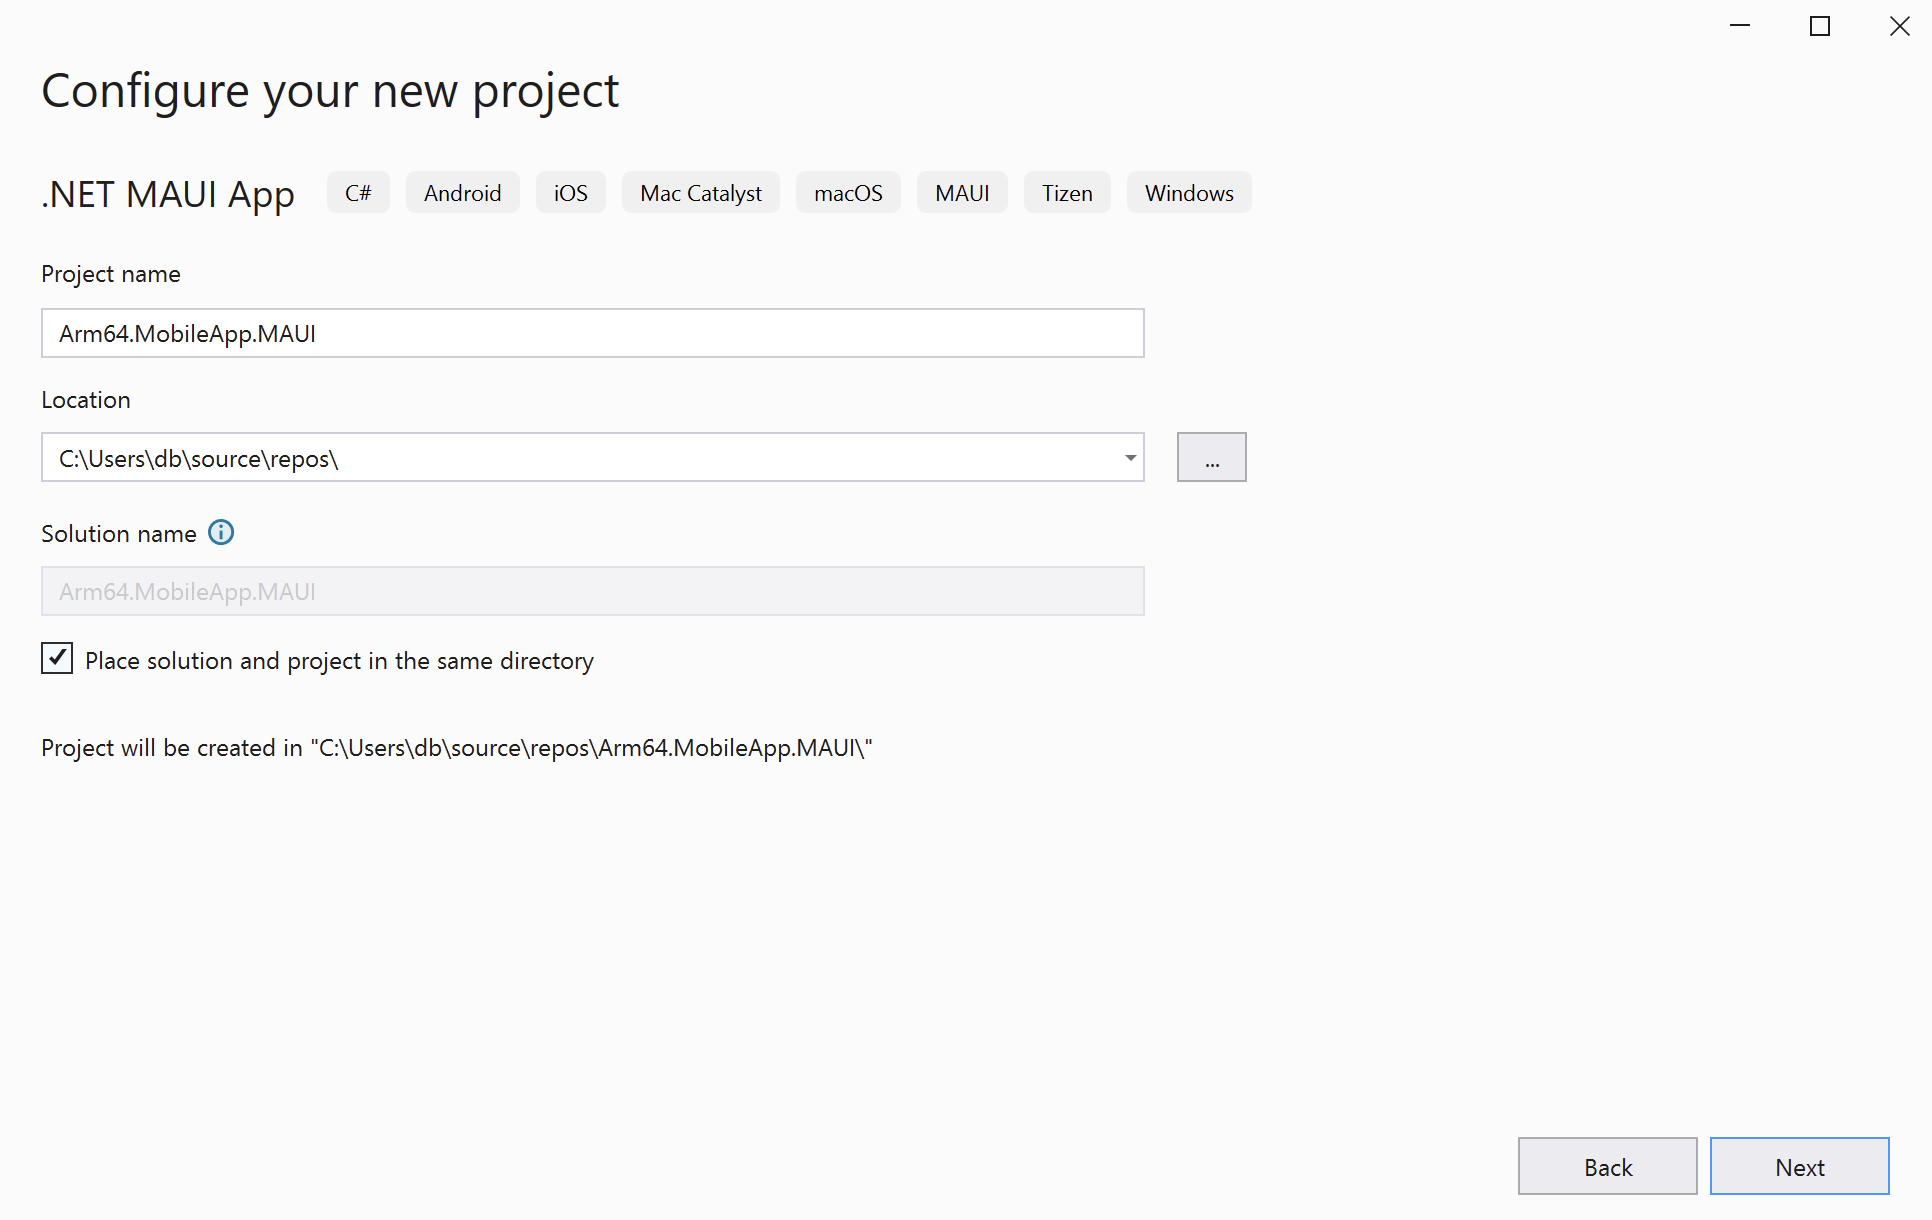 Configure your new project
.NET MAUI App C# Android iOS Mac Catalyst macOS MAUI Tizen Windows
Project name
Arm64.MobileApp.MAUI
Location
C:\Users\db\source\repos\
...
Solution name
Arm64.MobileApp.MAUI
Place solution and project in the same directory
Project will be created in "C:\Users\db\source\repos\Arm64.MobileApp.MAUI\"
Back Next